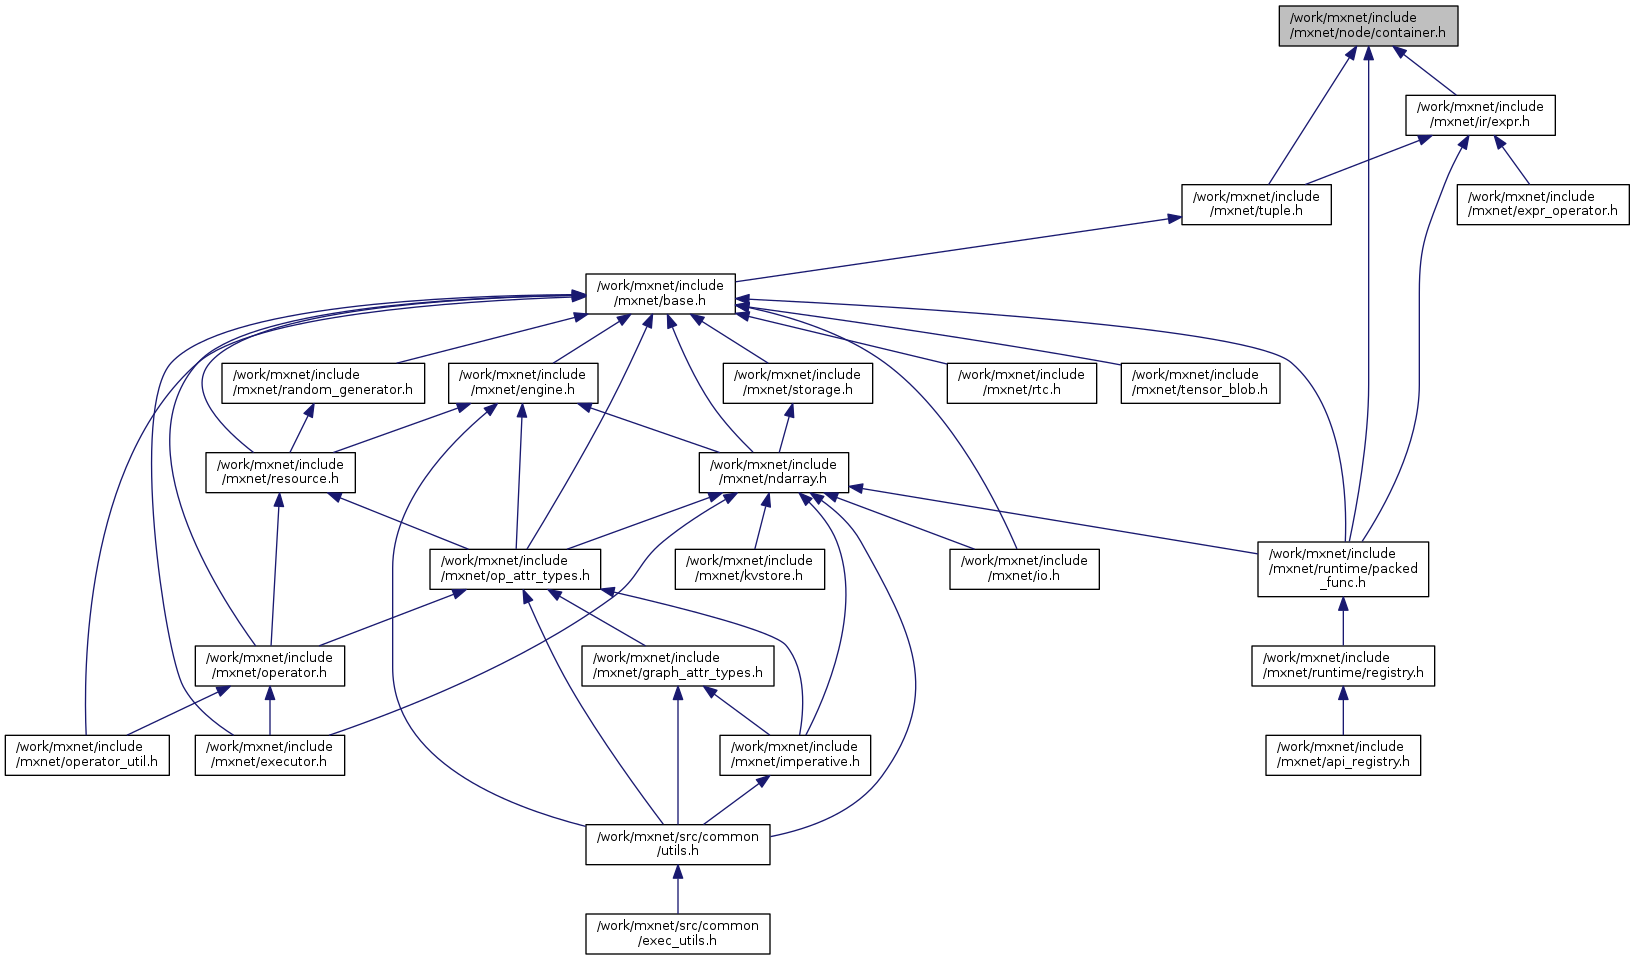 /work/mxnet/include
/mxnet/node/container.h
/work/mxnet/include
/mxnet/ir/expr.h
/work/mxnet/include
/mxnet/tuple.h
/work/mxnet/include
/mxnet/expr_operator.h
/work/mxnet/include
/mxnet/base.h
/work/mxnet/include
/mxnet/random_generator.h
/work/mxnet/include
/mxnet/engine.h
/work/mxnet/include
/mxnet/storage.h
/work/mxnet/include
/mxnet/rtc.h
/work/mxnet/include
/mxnet/tensor_blob.h
/work/mxnet/include
/mxnet/resource.h
/work/mxnet/include
/mxnet/ndarray.h
/work/mxnet/include
/mxnet/op_attr_types.h
/work/mxnet/include
/mxnet/kvstore.h
/work/mxnet/include
/mxnet/io.h
/work/mxnet/include
/mxnet/runtime/packed
_func.h
/work/mxnet/include
/mxnet/operator.h
/work/mxnet/include
/mxnet/graph_attr_types.h
/work/mxnet/include
/mxnet/runtime/registry.h
/work/mxnet/include
/mxnet/operator_util.h
/work/mxnet/include
/mxnet/executor.h
/work/mxnet/include
/mxnet/imperative.h
/work/mxnet/include
/mxnet/api_registry.h
/work/mxnet/src/common
/utils.h
/work/mxnet/src/common
/exec_utils.h